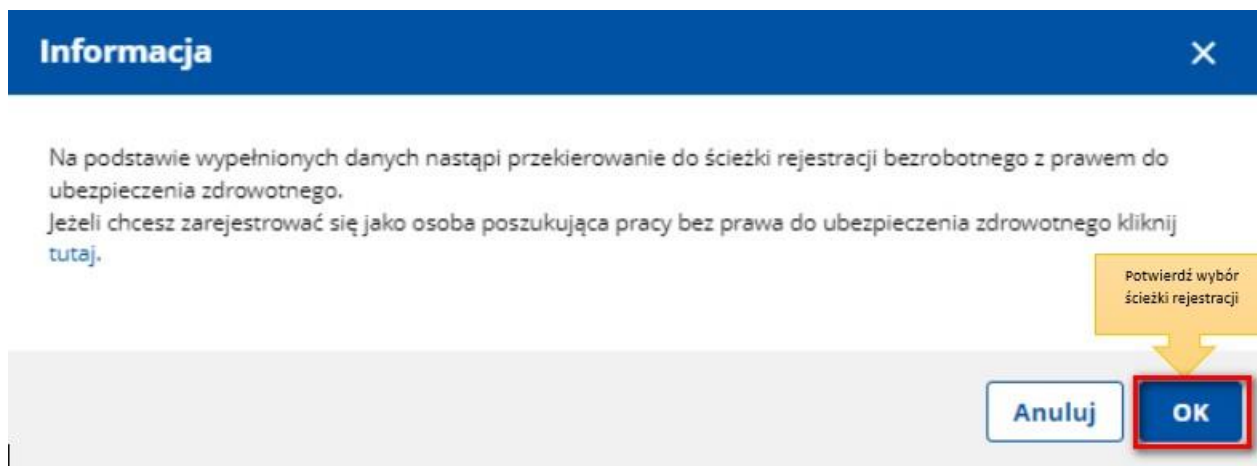 Informacja
Na podstawie wypełnionych danych nastąpi przekierowanie do ścieżki rejestracji bezrobotnego z prawem do
ubezpieczenia zdrowotnego.
Jeżeli chcesz zarejestrować się jako osoba poszukująca pracy bez prawa do ubezpieczenia zdrowotnego kliknij
tutaj.
Potwierdź wybór
ścieżki rejestracji
Anuluj
OK